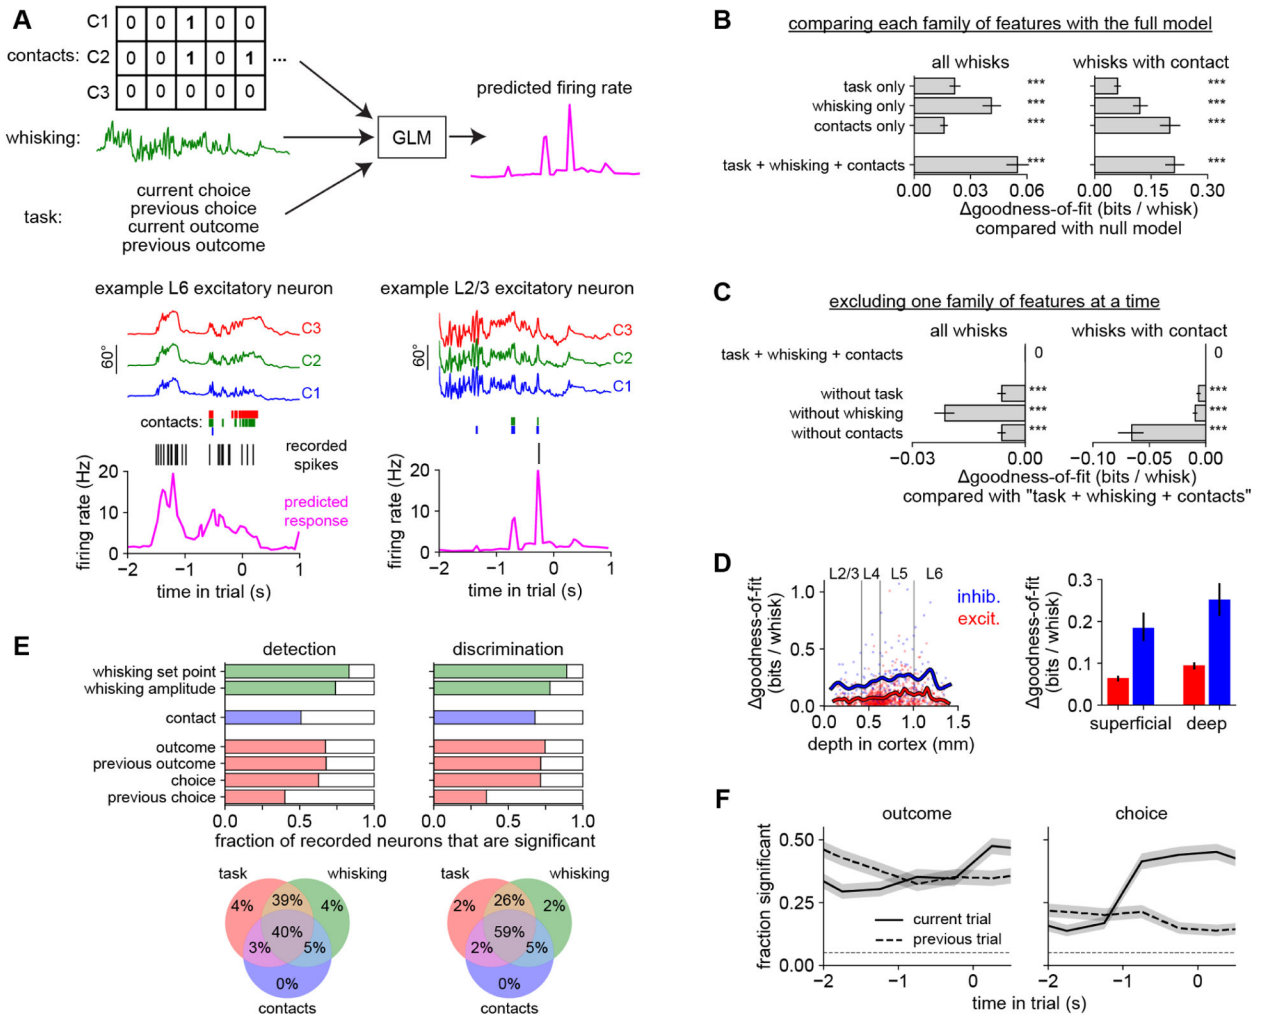 A
C1 0 0 1 0 0
contacts: C2 0 0 1 0 1 ...
C3 0 0 0 0 0
whisking:
GLM
predicted firing rate
task:
current choice
previous choice
current outcome
previous outcome
example L6 excitatory neuron
C3
C2
C1
60°
contacts:
recorded
spikes
predicted
response
firing rate (Hz)
20
10
0
−2 −1 0 1
time in trial (s)
example L2/3 excitatory neuron
C3
C2
C1
60°
firing rate (Hz)
20
10
0
−2 −1 0 1
time in trial (s)
B
comparing each family of features with the full model
all whisks
whisks with contact
task only *** ***
whisking only *** ***
contacts only *** ***
task + whisking + contacts *** ***
0.00 0.03 0.06 0.00 0.15 0.30
Δgoodness-of-fit (bits / whisk)
compared with null model
C
excluding one family of features at a time
all whisks
whisks with contact
task + whisking + contacts 0 0
without task *** ***
without whisking *** ***
without contacts *** ***
−0.03 0.00 −0.10 −0.05 0.00
Δgoodness-of-fit (bits / whisk)
compared with "task + whisking + contacts"
D
L2/3 L4 L5 L6
inhib.
excit.
Δgoodness-of-fit
(bits / whisk)
1.0
0.5
0.0
0.0 0.5 1.0 1.5
depth in cortex (mm)
Δgoodness-of-fit
(bits / whisk)
0.3
0.2
0.1
0.0
superficial deep
E
detection
discrimination
whisking set point
whisking amplitude
contact
outcome
previous outcome
choice
previous choice
0.0 0.5 1.0 0.0 0.5 1.0
fraction of recorded neurons that are significant
task whisking
4% 39% 4%
40%
3% 5%
0%
contacts
task whisking
2% 26% 2%
59%
2% 5%
0%
contacts
F
outcome
choice
fraction significant
0.50
0.25
0.00
current trial
previous trial
−2 −1 0 −2 −1 0
time in trial (s)